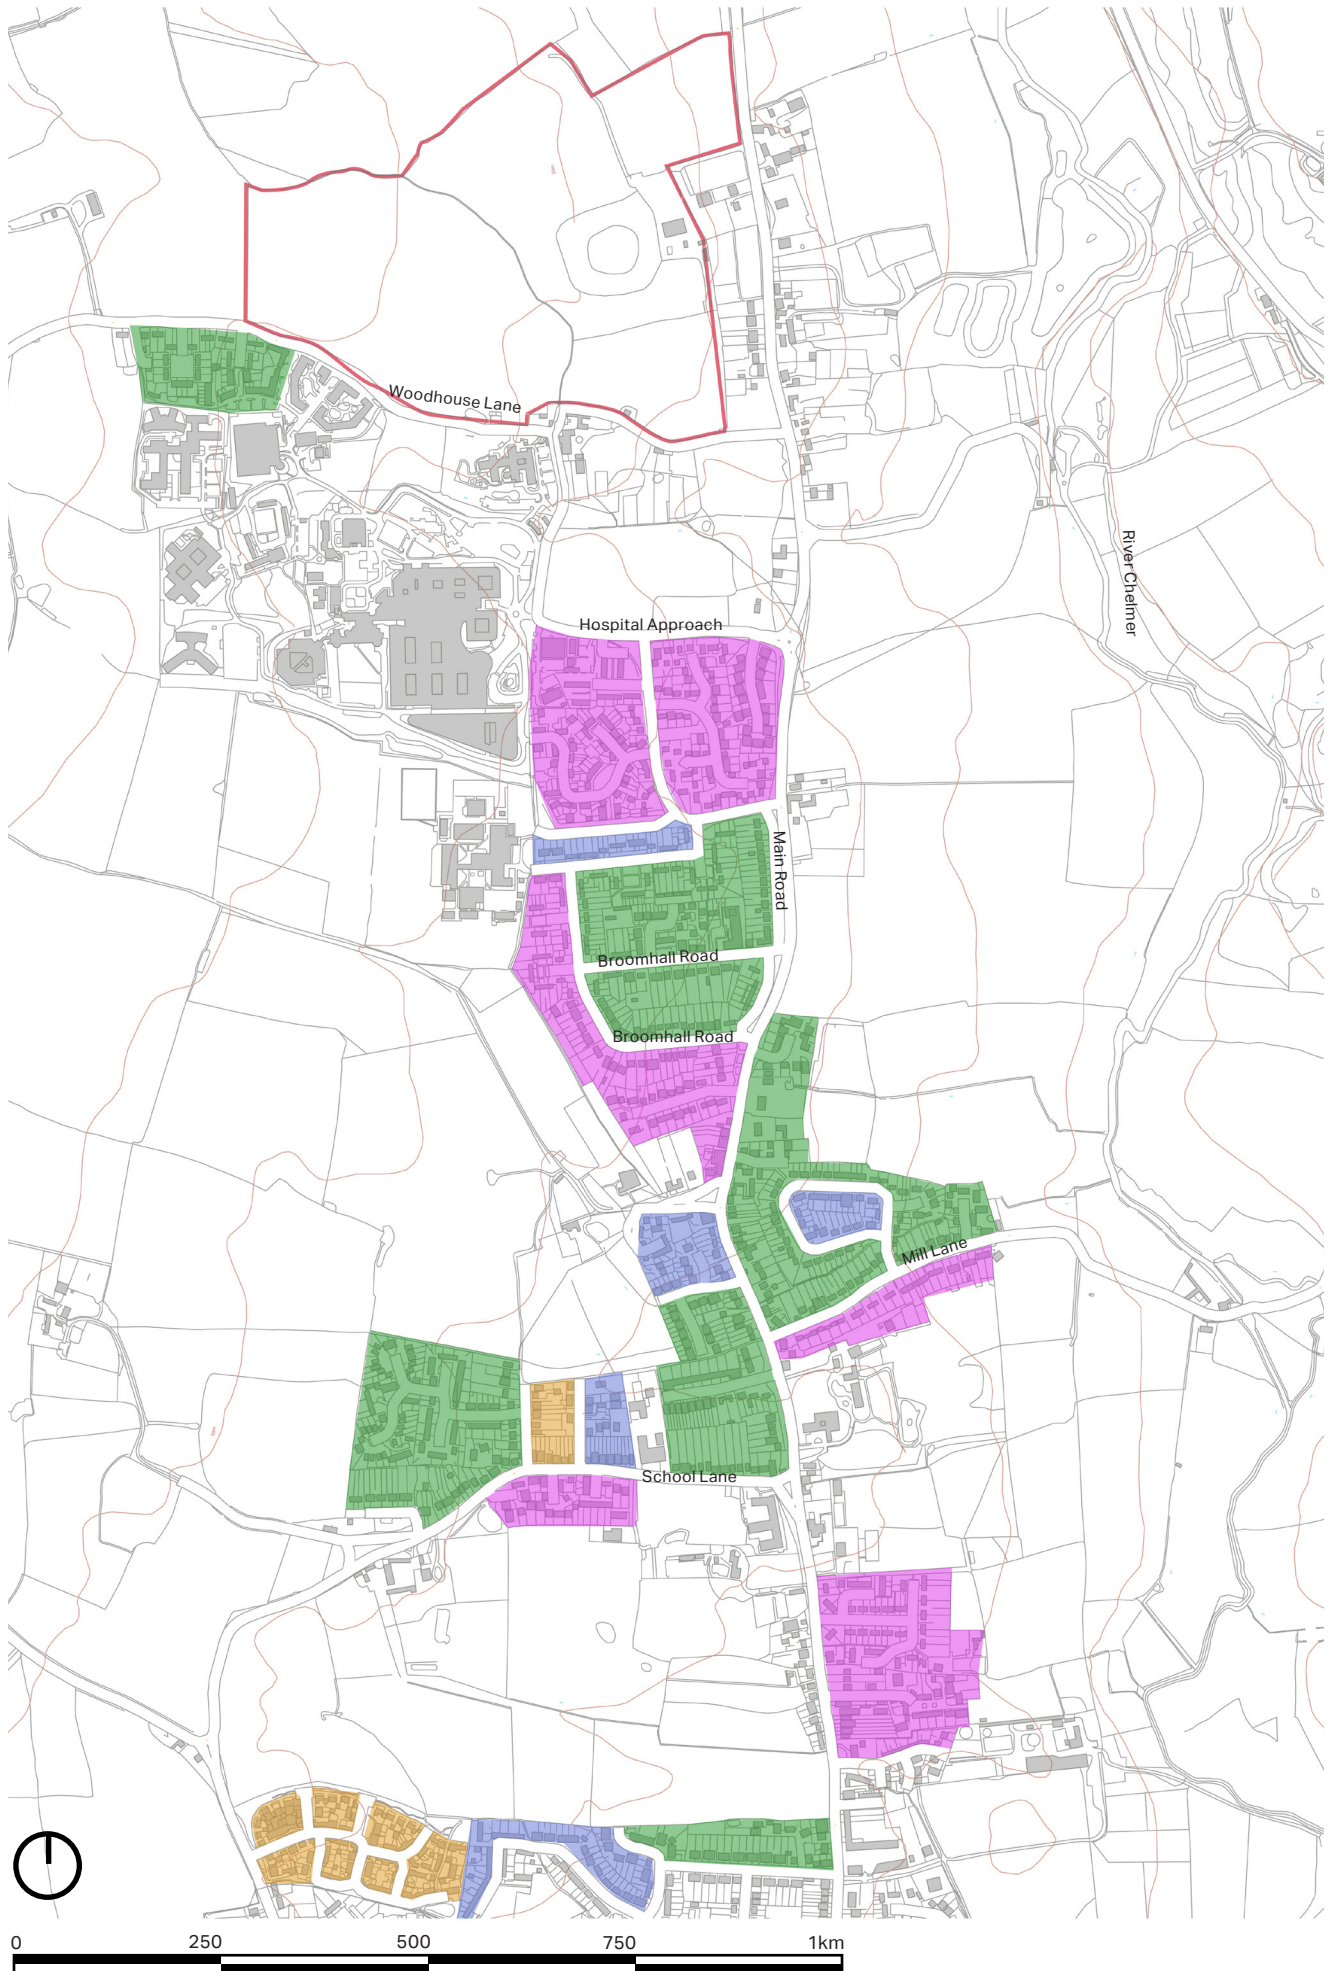 Woodhouse Lane
River Chelmer
Hospital Approach
Main Road
Broomhall Road
Broomhall Road
Mill Lane
School Lane
0 250 500 750 1km